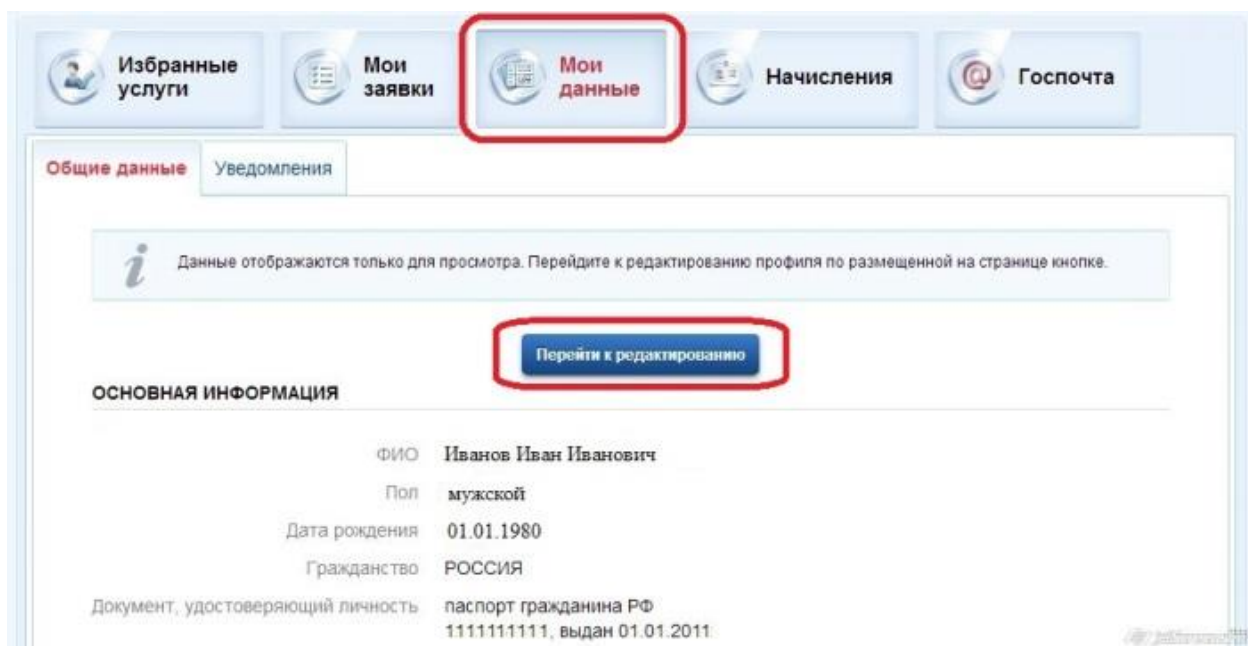 Избранные услуги
Мои заявки
Мои данные
Начисления
Госпочта
Общие данные
Уведомления
Данные отображаются только для просмотра. Перейдите к редактированию профиля по размещенной на странице кнопке.
Перейти к редактированию
ОСНОВНАЯ ИНФОРМАЦИЯ
ФИО Иванов Иван Иванович
Пол мужской
Дата рождения 01.01.1980
Гражданство РОССИЯ
Документ, удостоверяющий личность паспорт гражданина РФ
1111111111, выдан 01.01.2011